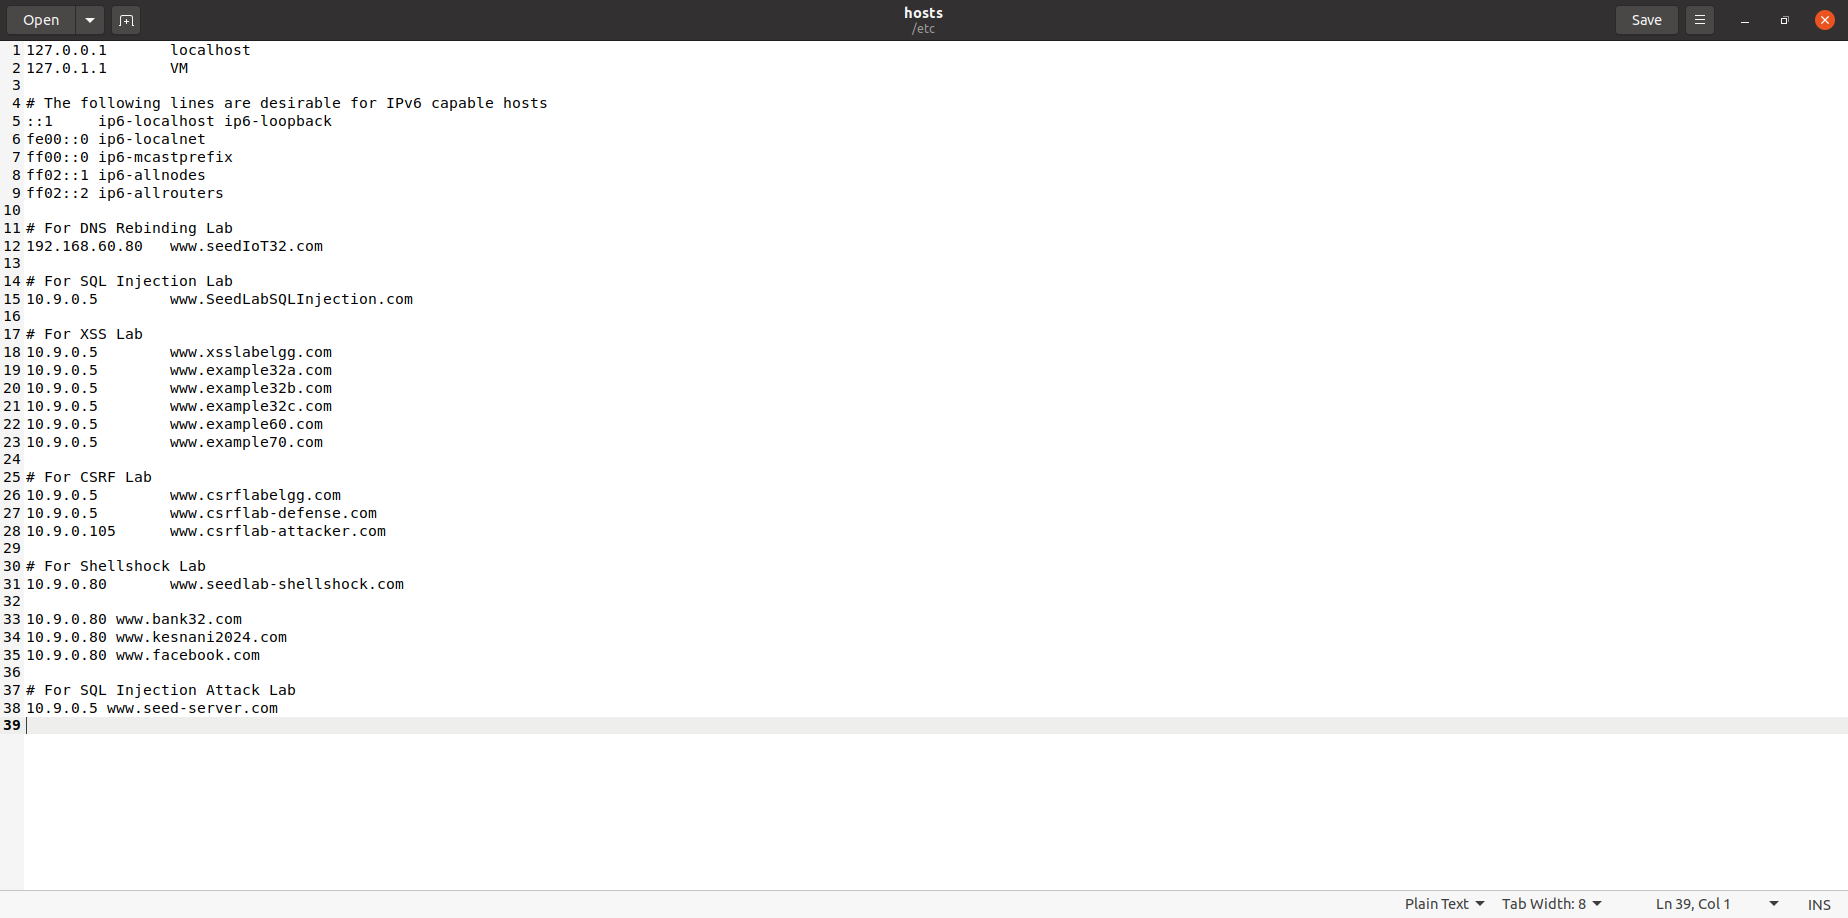 Open
hosts
/etc
Save
1 127.0.0.1 localhost
2 127.0.1.1 VM
3
4 # The following lines are desirable for IPv6 capable hosts
5 ::1 ip6-localhost ip6-loopback
6 fe00::0 ip6-localnet
7 ff00::0 ip6-mcastprefix
8 ff02::1 ip6-allnodes
9 ff02::2 ip6-allrouters
10
11 # For DNS Rebinding Lab
12 192.168.60.80 www.seedIoT32.com
13
14 # For SQL Injection Lab
15 10.9.0.5 www.SeedLabSQLInjection.com
16
17 # For XSS Lab
18 10.9.0.5 www.xsslabelgg.com
19 10.9.0.5 www.example32a.com
20 10.9.0.5 www.example32b.com
21 10.9.0.5 www.example32c.com
22 10.9.0.5 www.example60.com
23 10.9.0.5 www.example70.com
24
25 # For CSRF Lab
26 10.9.0.5 www.csrflabelgg.com
27 10.9.0.5 www.csrflab-defense.com
28 10.9.0.105 www.csrflab-attacker.com
29
30 # For Shellshock Lab
31 10.9.0.80 www.seedlab-shellshock.com
32
33 10.9.0.80 www.bank32.com
34 10.9.0.80 www.kesnani2024.com
35 10.9.0.80 www.facebook.com
36
37 # For SQL Injection Attack Lab
38 10.9.0.5 www.seed-server.com
39
Plain Text Tab Width: 8 Ln 39, Col 1 INS